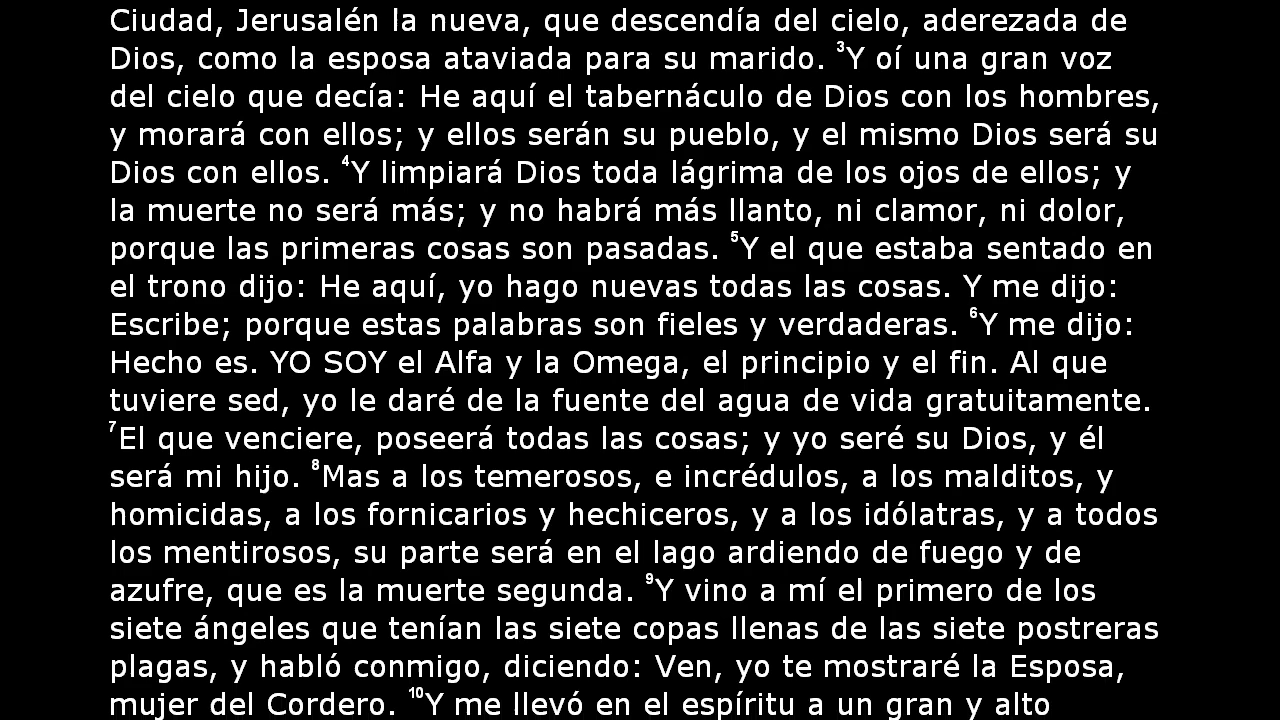 Ciudad, Jerusalén la nueva, que descendía del cielo, aderezada de
Dios, como la esposa ataviada para su marido. ³Y oí una gran voz
del cielo que decía: He aquí el tabernáculo de Dios con los hombres,
y morará con ellos; y ellos serán su pueblo, y el mismo Dios será su
Dios con ellos. ⁴Y limpiará Dios toda lágrima de los ojos de ellos; y
la muerte no será más; y no habrá más llanto, ni clamor, ni dolor,
porque las primeras cosas son pasadas. ⁵Y el que estaba sentado en
el trono dijo: He aquí, yo hago nuevas todas las cosas. Y me dijo:
Escribe; porque estas palabras son fieles y verdaderas. ⁶Y me dijo:
Hecho es. YO SOY el Alfa y la Omega, el principio y el fin. Al que
tuviere sed, yo le daré de la fuente del agua de vida gratuitamente.
⁷El que venciere, poseerá todas las cosas; y yo seré su Dios, y él
será mi hijo. ⁸Mas a los temerosos, e incrédulos, a los malditos, y
homicidas, a los fornicarios y hechiceros, y a los idólatras, y a todos
los mentirosos, su parte será en el lago ardiendo de fuego y de
azufre, que es la muerte segunda. ⁹Y vino a mí el primero de los
siete ángeles que tenían las siete copas llenas de las siete postreras
plagas, y habló conmigo, diciendo: Ven, yo te mostraré la Esposa,
mujer del Cordero. ¹⁰Y me llevó en el espíritu a un gran y alto